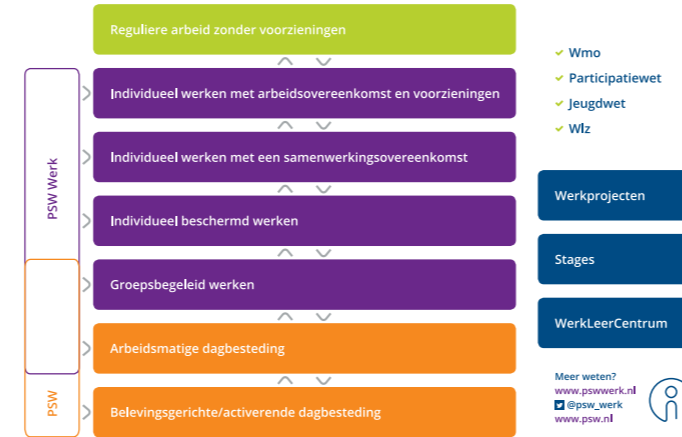 Reguliere arbeid zonder voorzieningen
PSW Werk
Individueel werken met arbeidsovereenkomst en voorzieningen
Individueel werken met een samenwerkingsovereenkomst
Individueel beschermd werken
Groepsbegeleid werken
Arbeidsmatige dagbesteding
PSW
Belevingsgerichte/activerende dagbesteding
Wmo
Participatiewet
Jeugdwet
Wlz
Werkprojecten
Stages
WerkLeerCentrum
Meer weten?
www.pswwerk.nl
@psw_werk
www.psw.nl